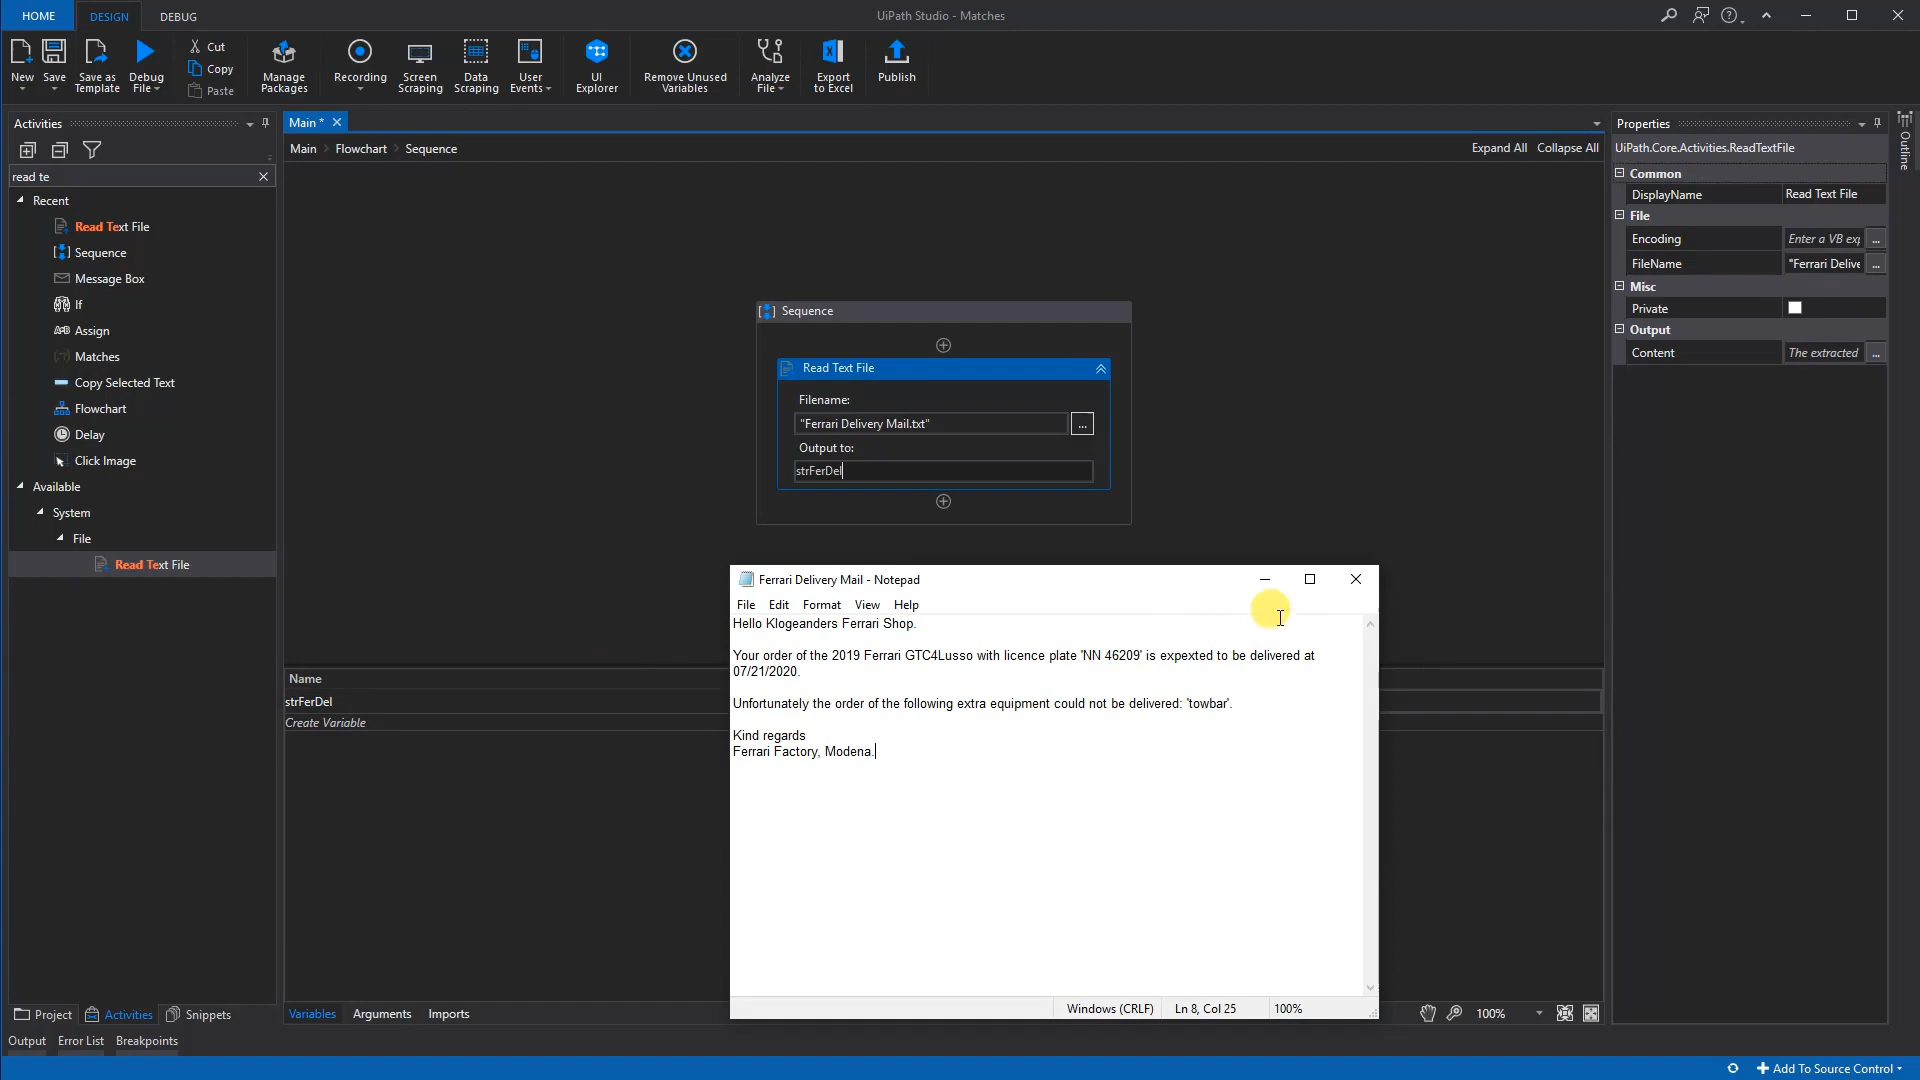 HOME
DESIGN
DEBUG
UiPath Studio - Matches
New
Save
Save as Template
Debug File
Cut
Copy
Paste
Manage Packages
Recording
Screen Scraping
Data Scraping
User Events
UI Explorer
Remove Unused Variables
Analyze File
Export to Excel
Publish
Activities
read te
Recent
Read Text File
Sequence
Message Box
If
Assign
Matches
Copy Selected Text
Flowchart
Delay
Click Image
Available
System
File
Read Text File
Main *
Main > Flowchart > Sequence
Expand All
Collapse All
Sequence
Read Text File
Filename:
"Ferrari Delivery Mail.txt"
...
Output to:
strFerDel
Name
strFerDel
Create Variable
Ferrari Delivery Mail - Notepad
File Edit Format View Help
Hello Klogeanders Ferrari Shop.
Your order of the 2019 Ferrari GTC4Lusso with licence plate 'NN 46209' is expexted to be delivered at
07/21/2020.
Unfortunately the order of the following extra equipment could not be delivered: 'towbar'.
Kind regards
Ferrari Factory, Modena.
Windows (CRLF)
Ln 8, Col 25
100%
Properties
UiPath.Core.Activities.ReadTextFile
Common
DisplayName Read Text File
File
Encoding Enter a VB exp ...
FileName "Ferrari Delive ...
Misc
Private
Output
Content The extracted ...
Outline
Project
Activities
Snippets
Variables
Arguments
Imports
100%
Output
Error List
Breakpoints
Add To Source Control